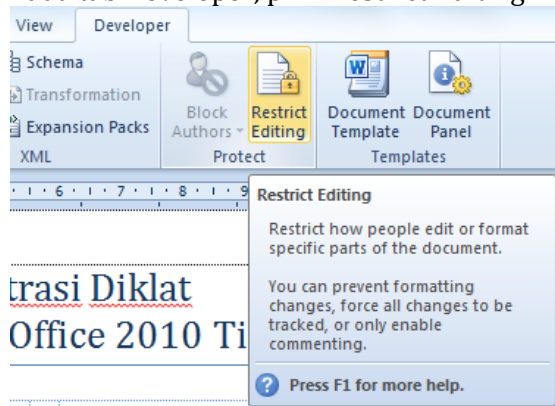 View Developer
Schema
Transformation
Expansion Packs
XML
Block Authors
Restrict Editing
Protect
Document Template
Document Panel
Templates
6 7 8 9
Restrict Editing
Restrict how people edit or format
specific parts of the document.
You can prevent formatting
changes, force all changes to be
tracked, or only enable
commenting.
Press F1 for more help.
trasi Diklat
Office 2010 Ti